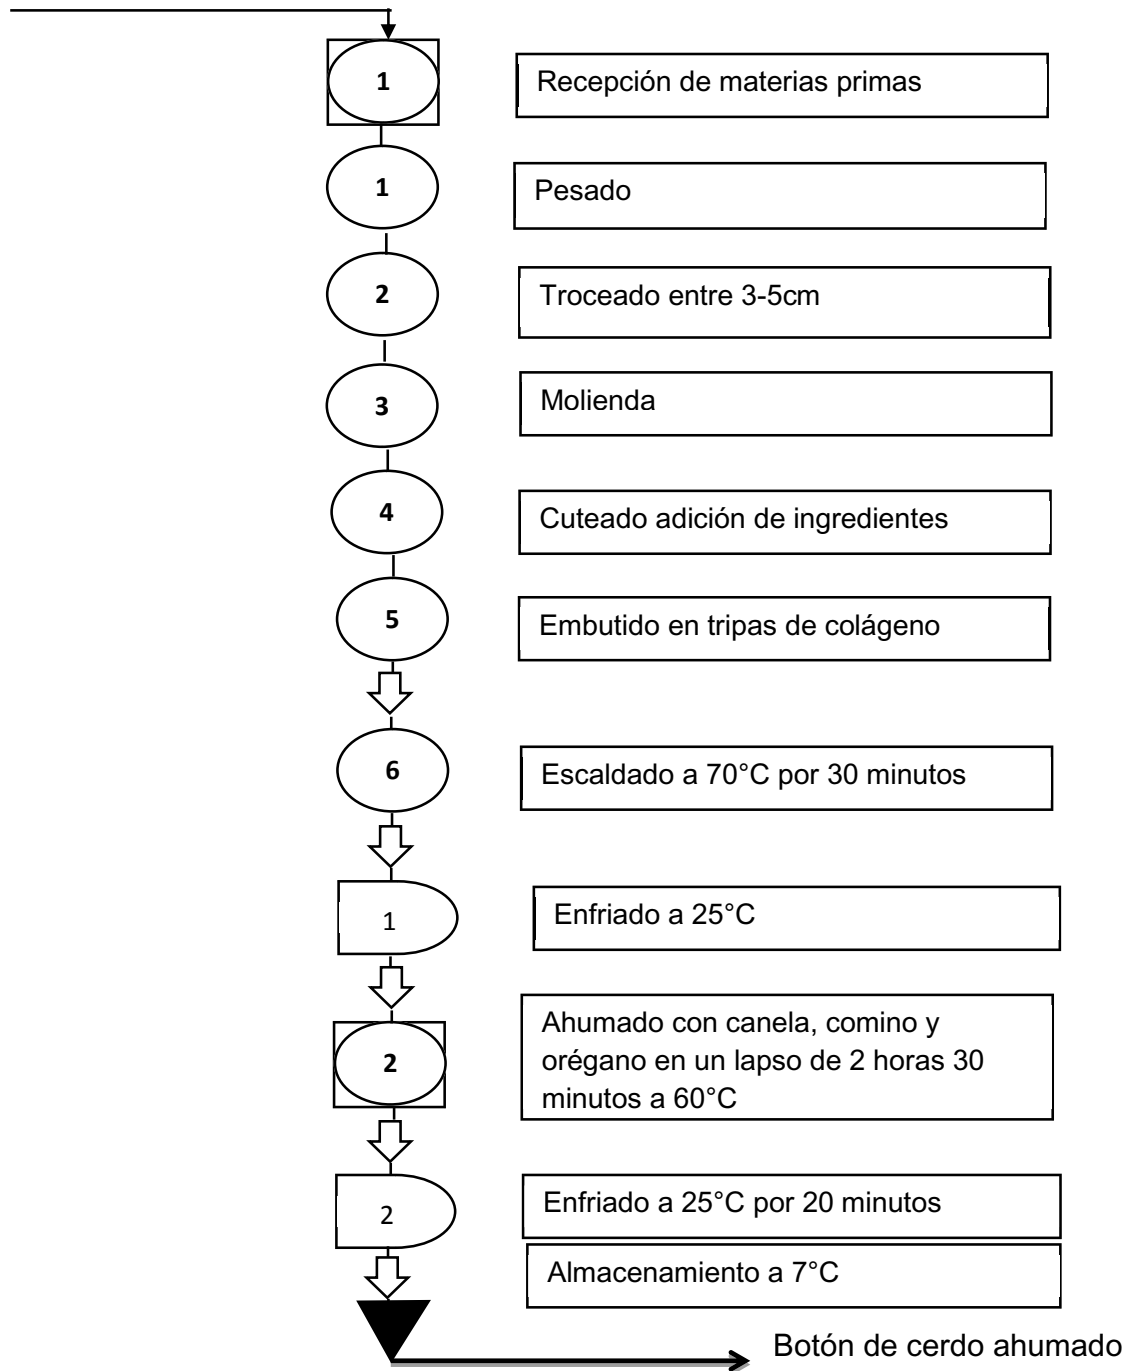 1
Recepción de materias primas
1
Pesado
2
Troceado entre 3-5cm
3
Molienda
4
Cuteado adición de ingredientes
5
Embutido en tripas de colágeno
6
Escaldado a 70°C por 30 minutos
1
Enfriado a 25°C
2
Ahumado con canela, comino y
orégano en un lapso de 2 horas 30
minutos a 60°C
2
Enfriado a 25°C por 20 minutos
Almacenamiento a 7°C
Botón de cerdo ahumado